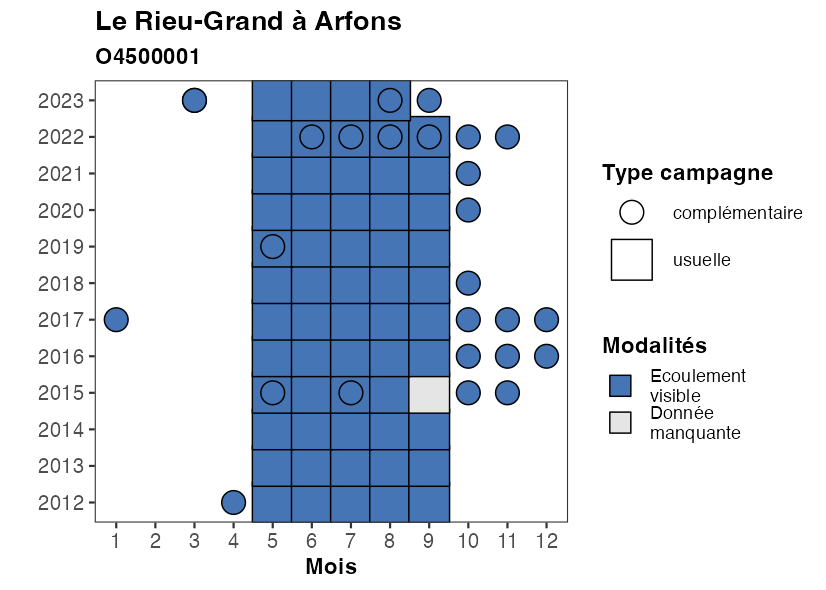 Le Rieu-Grand à Arfons
O4500001
2023
2022
2021
2020
2019
2018
2017
2016
2015
2014
2013
2012
1 2 3 4 5 6 7 8 9 10 11 12
Mois
Type campagne
complémentaire
usuelle
Modalités
Ecoulement
visible
Donnée
manquante